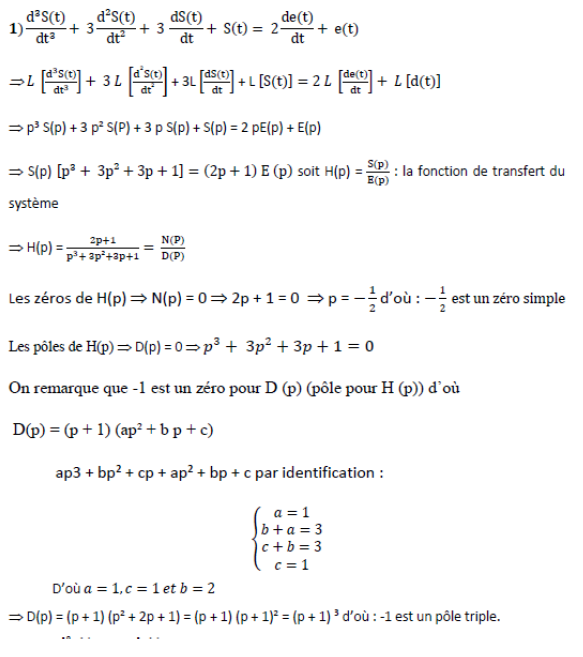 1) d³S(t)/dt³ + 3 d²S(t)/dt² + 3 dS(t)/dt + S(t) = 2 de(t)/dt + e(t)
⇒ L [d³S(t)/dt³] + 3 L [d²S(t)/dt²] + 3L [dS(t)/dt] + L [S(t)] = 2 L [de(t)/dt] + L [d(t)]
⇒ p³ S(p) + 3 p² S(P) + 3 p S(p) + S(p) = 2 pE(p) + E(p)
⇒ S(p) [p³ + 3p² + 3p + 1] = (2p + 1) E (p) soit H(p) = S(p)/E(p) : la fonction de transfert du
système
⇒ H(p) = 2p+1/p³+3p²+3p+1 = N(P)/D(P)
Les zéros de H(p) ⇒ N(p) = 0 ⇒ 2p + 1 = 0 ⇒ p = −1/2 d’où : −1/2 est un zéro simple
Les pôles de H(p) ⇒ D(p) = 0 ⇒ p³ + 3p² + 3p + 1 = 0
On remarque que -1 est un zéro pour D (p) (pôle pour H (p)) d’où
D(p) = (p + 1) (ap² + b p + c)
ap3 + bp² + cp + ap² + bp + c par identification :
{ a = 1
b + a = 3
c + b = 3
c = 1
D’où a = 1, c = 1 et b = 2
⇒ D(p) = (p + 1) (p² + 2p + 1) = (p + 1) (p + 1)² = (p + 1) ³ d’où : -1 est un pôle triple.